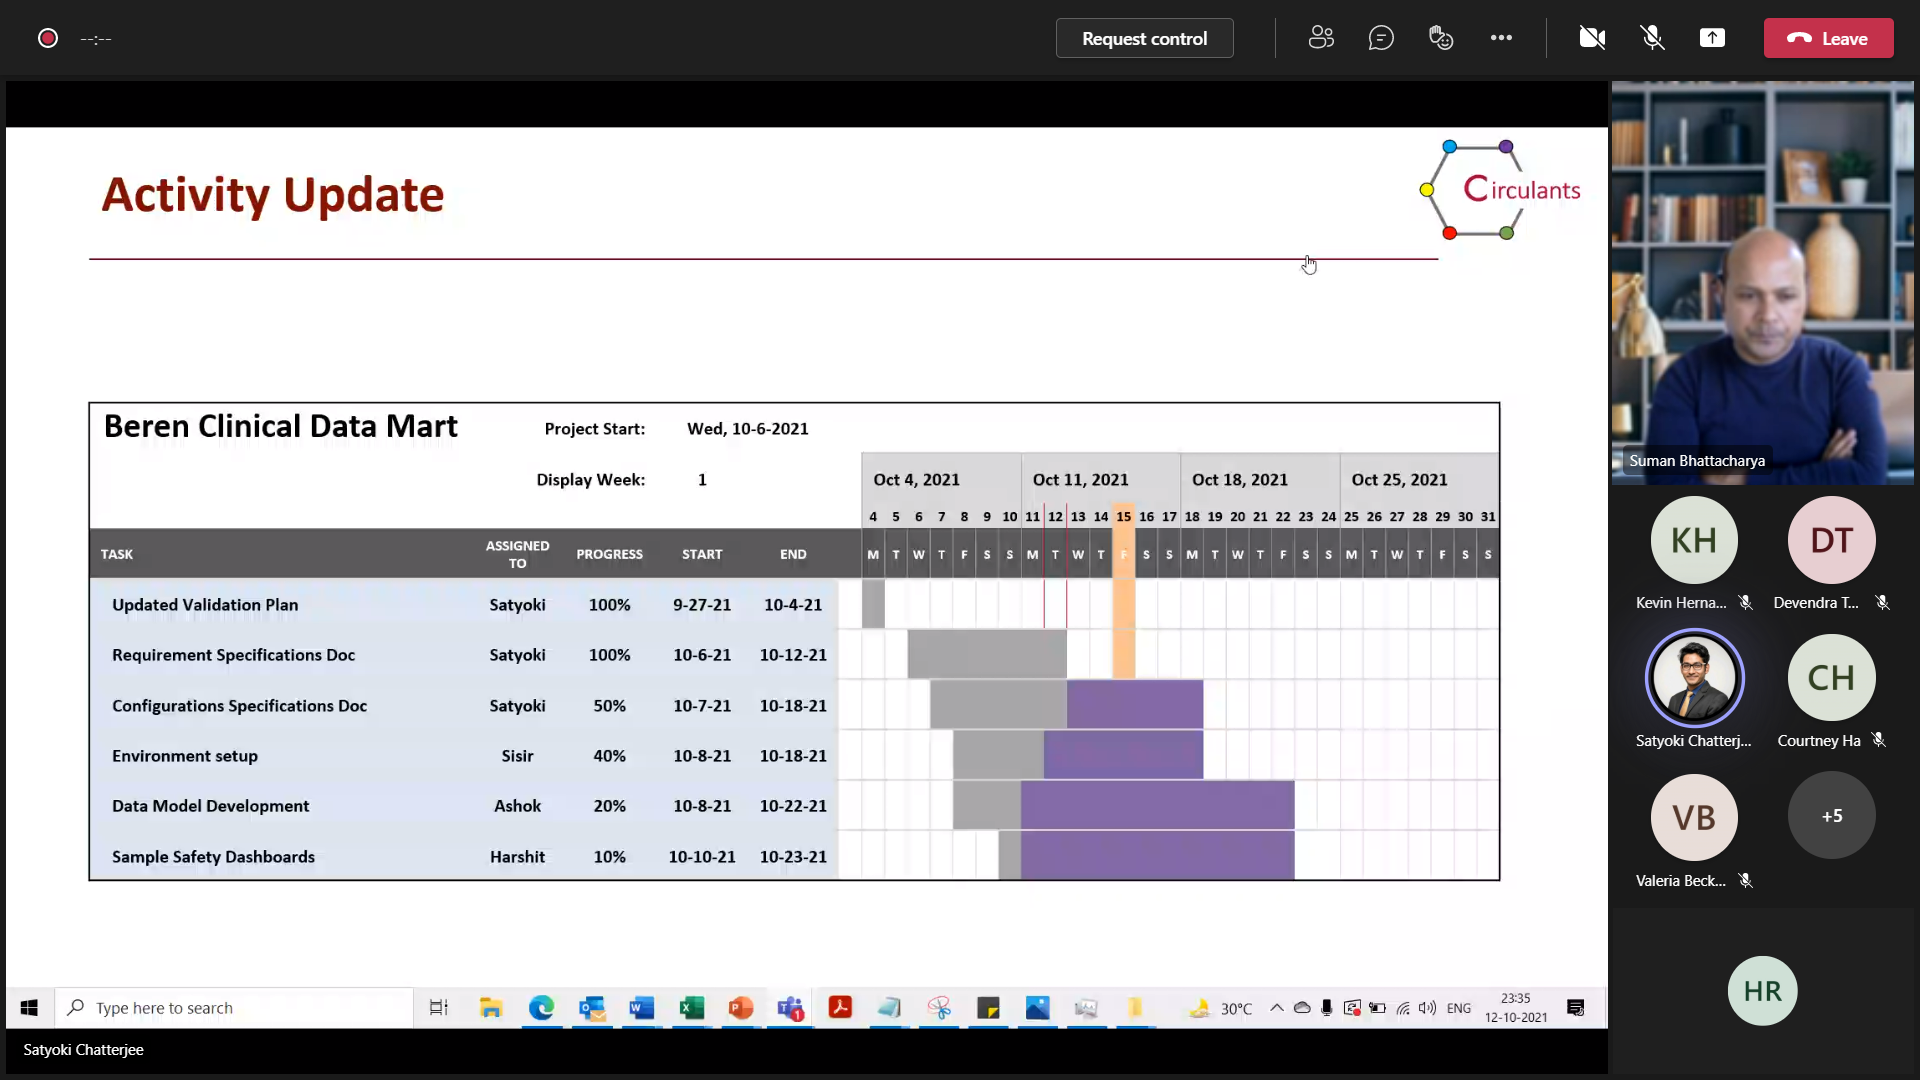 --:--
Request control
Leave
Activity Update
Circulants
Beren Clinical Data Mart
Project Start: Wed, 10-6-2021
Display Week: 1
Oct 4, 2021 Oct 11, 2021 Oct 18, 2021 Oct 25, 2021
4 5 6 7 8 9 10 11 12 13 14 15 16 17 18 19 20 21 22 23 24 25 26 27 28 29 30 31
TASK ASSIGNED TO PROGRESS START END M T W T F S S M T W T F S S M T W T F S S M T W T F S S
Updated Validation Plan Satyoki 100% 9-27-21 10-4-21
Requirement Specifications Doc Satyoki 100% 10-6-21 10-12-21
Configurations Specifications Doc Satyoki 50% 10-7-21 10-18-21
Environment setup Sisir 40% 10-8-21 10-18-21
Data Model Development Ashok 20% 10-8-21 10-22-21
Sample Safety Dashboards Harshit 10% 10-10-21 10-23-21
Type here to search
30°C
ENG
23:35
12-10-2021
Satyoki Chatterjee
Suman Bhattacharya
KH
DT
Kevin Herna...
Devendra T...
CH
Satyoki Chatterj...
Courtney Ha
VB
+5
Valeria Beck...
HR